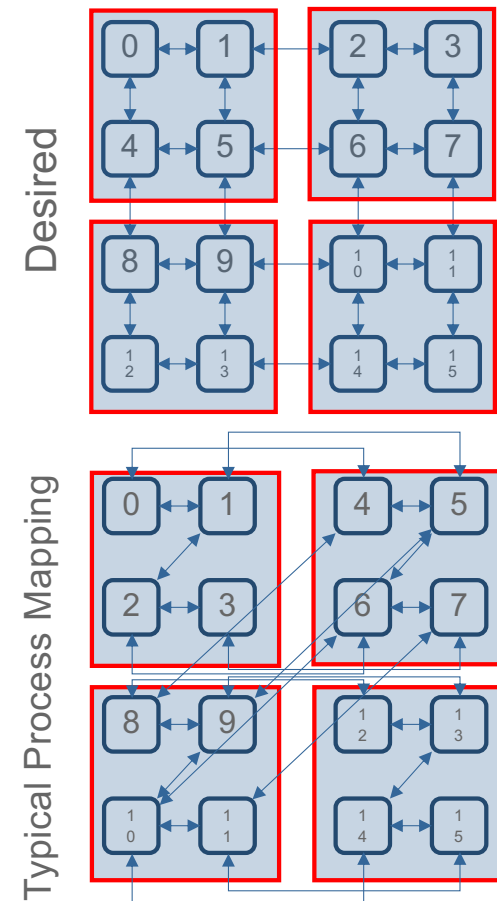 Desired
0 1 2 3
4 5 6 7
8 9 10 11
12 13 14 15
Typical Process Mapping
0 1 4 5
2 3 6 7
8 9 12 13
10 11 14 15